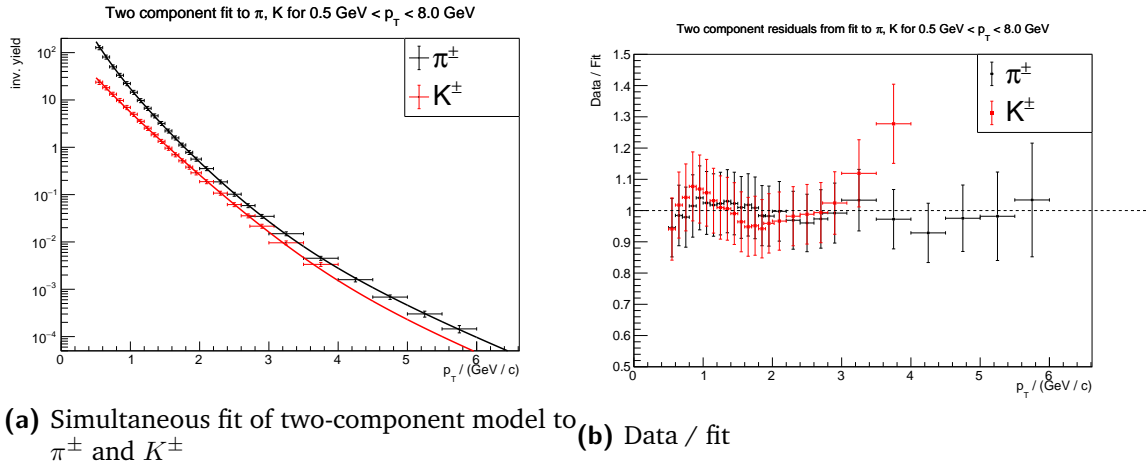 Two component fit to π, K for 0.5 GeV < p_T < 8.0 GeV
inv. yield
10²
10
1
10⁻¹
10⁻²
10⁻³
10⁻⁴
π±
K±
0 1 2 3 4 5 6
p_T / (GeV / c)
(a) Simultaneous fit of two-component model to
π± and K±
Two component residuals from fit to π, K for 0.5 GeV < p_T < 8.0 GeV
Data / Fit
1.5
1.4
1.3
1.2
1.1
1.0
0.9
0.8
0.7
0.6
0.5
π±
K±
0 1 2 3 4 5 6
p_T / (GeV / c)
(b) Data / fit